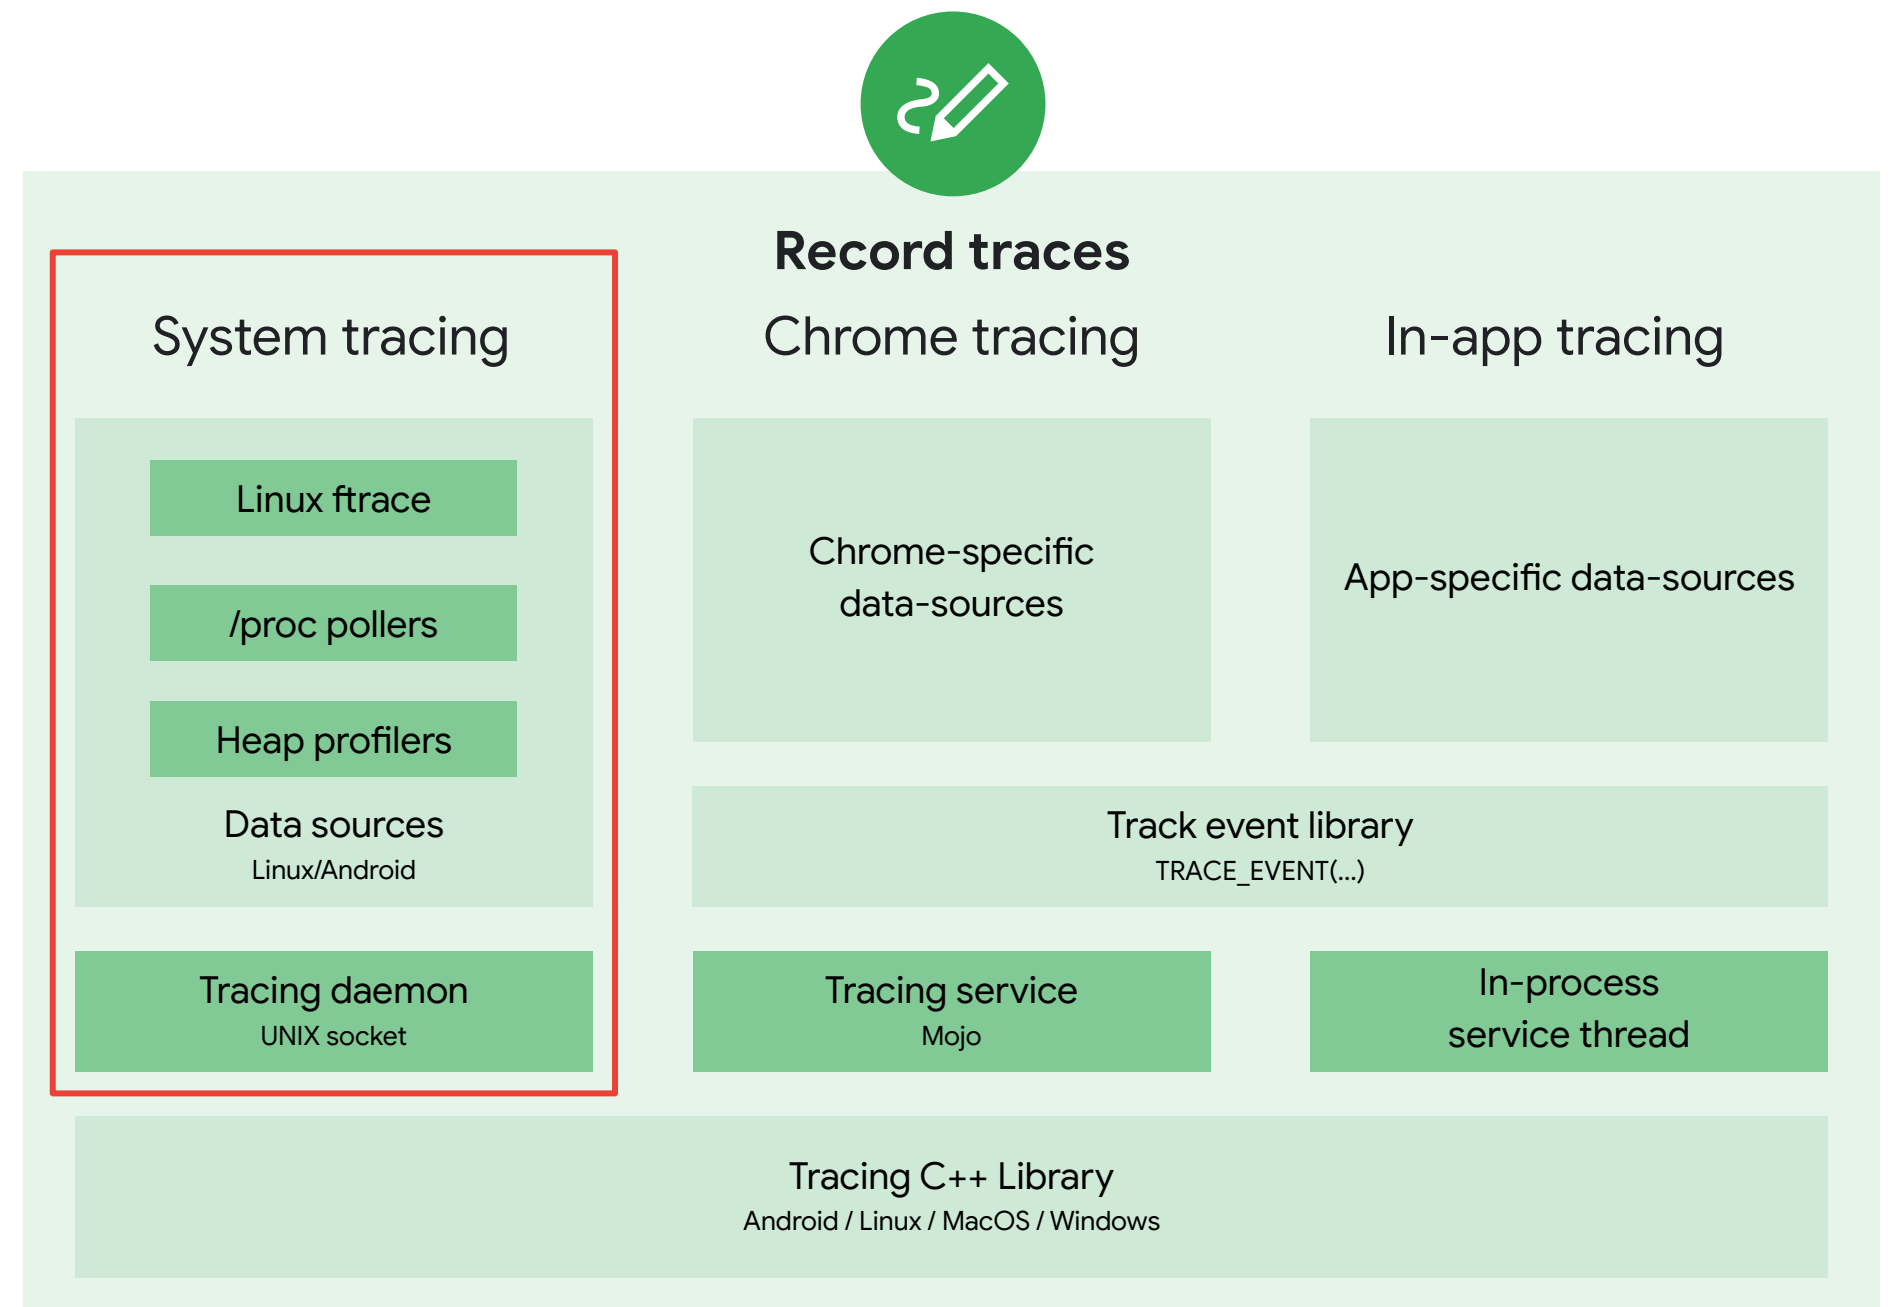 Record traces
System tracing
Linux ftrace
/proc pollers
Heap profilers
Data sources
Linux/Android
Tracing daemon
UNIX socket
Chrome tracing
Chrome-specific
data-sources
In-app tracing
App-specific data-sources
Track event library
TRACE_EVENT(...)
Tracing service
Mojo
In-process
service thread
Tracing C++ Library
Android / Linux / MacOS / Windows